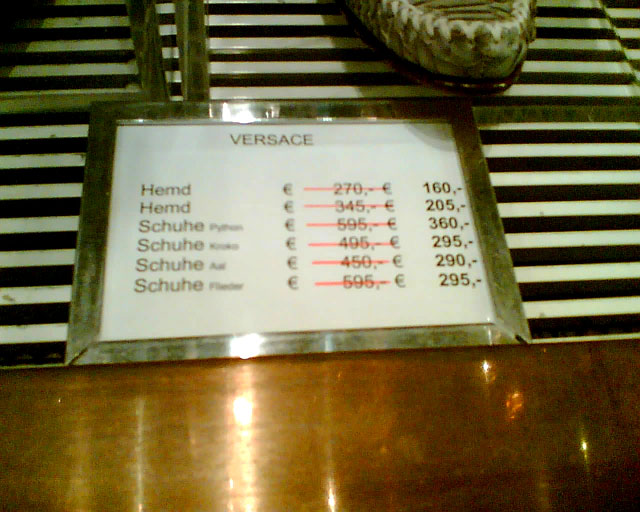 VERSACE
Hemd € 270,- € 160,-
Hemd € 345,- € 205,-
Schuhe Python € 595,- € 360,-
Schuhe Kroko € 495,- € 295,-
Schuhe Aal € 450,- € 290,-
Schuhe Flieder € 595,- € 295,-